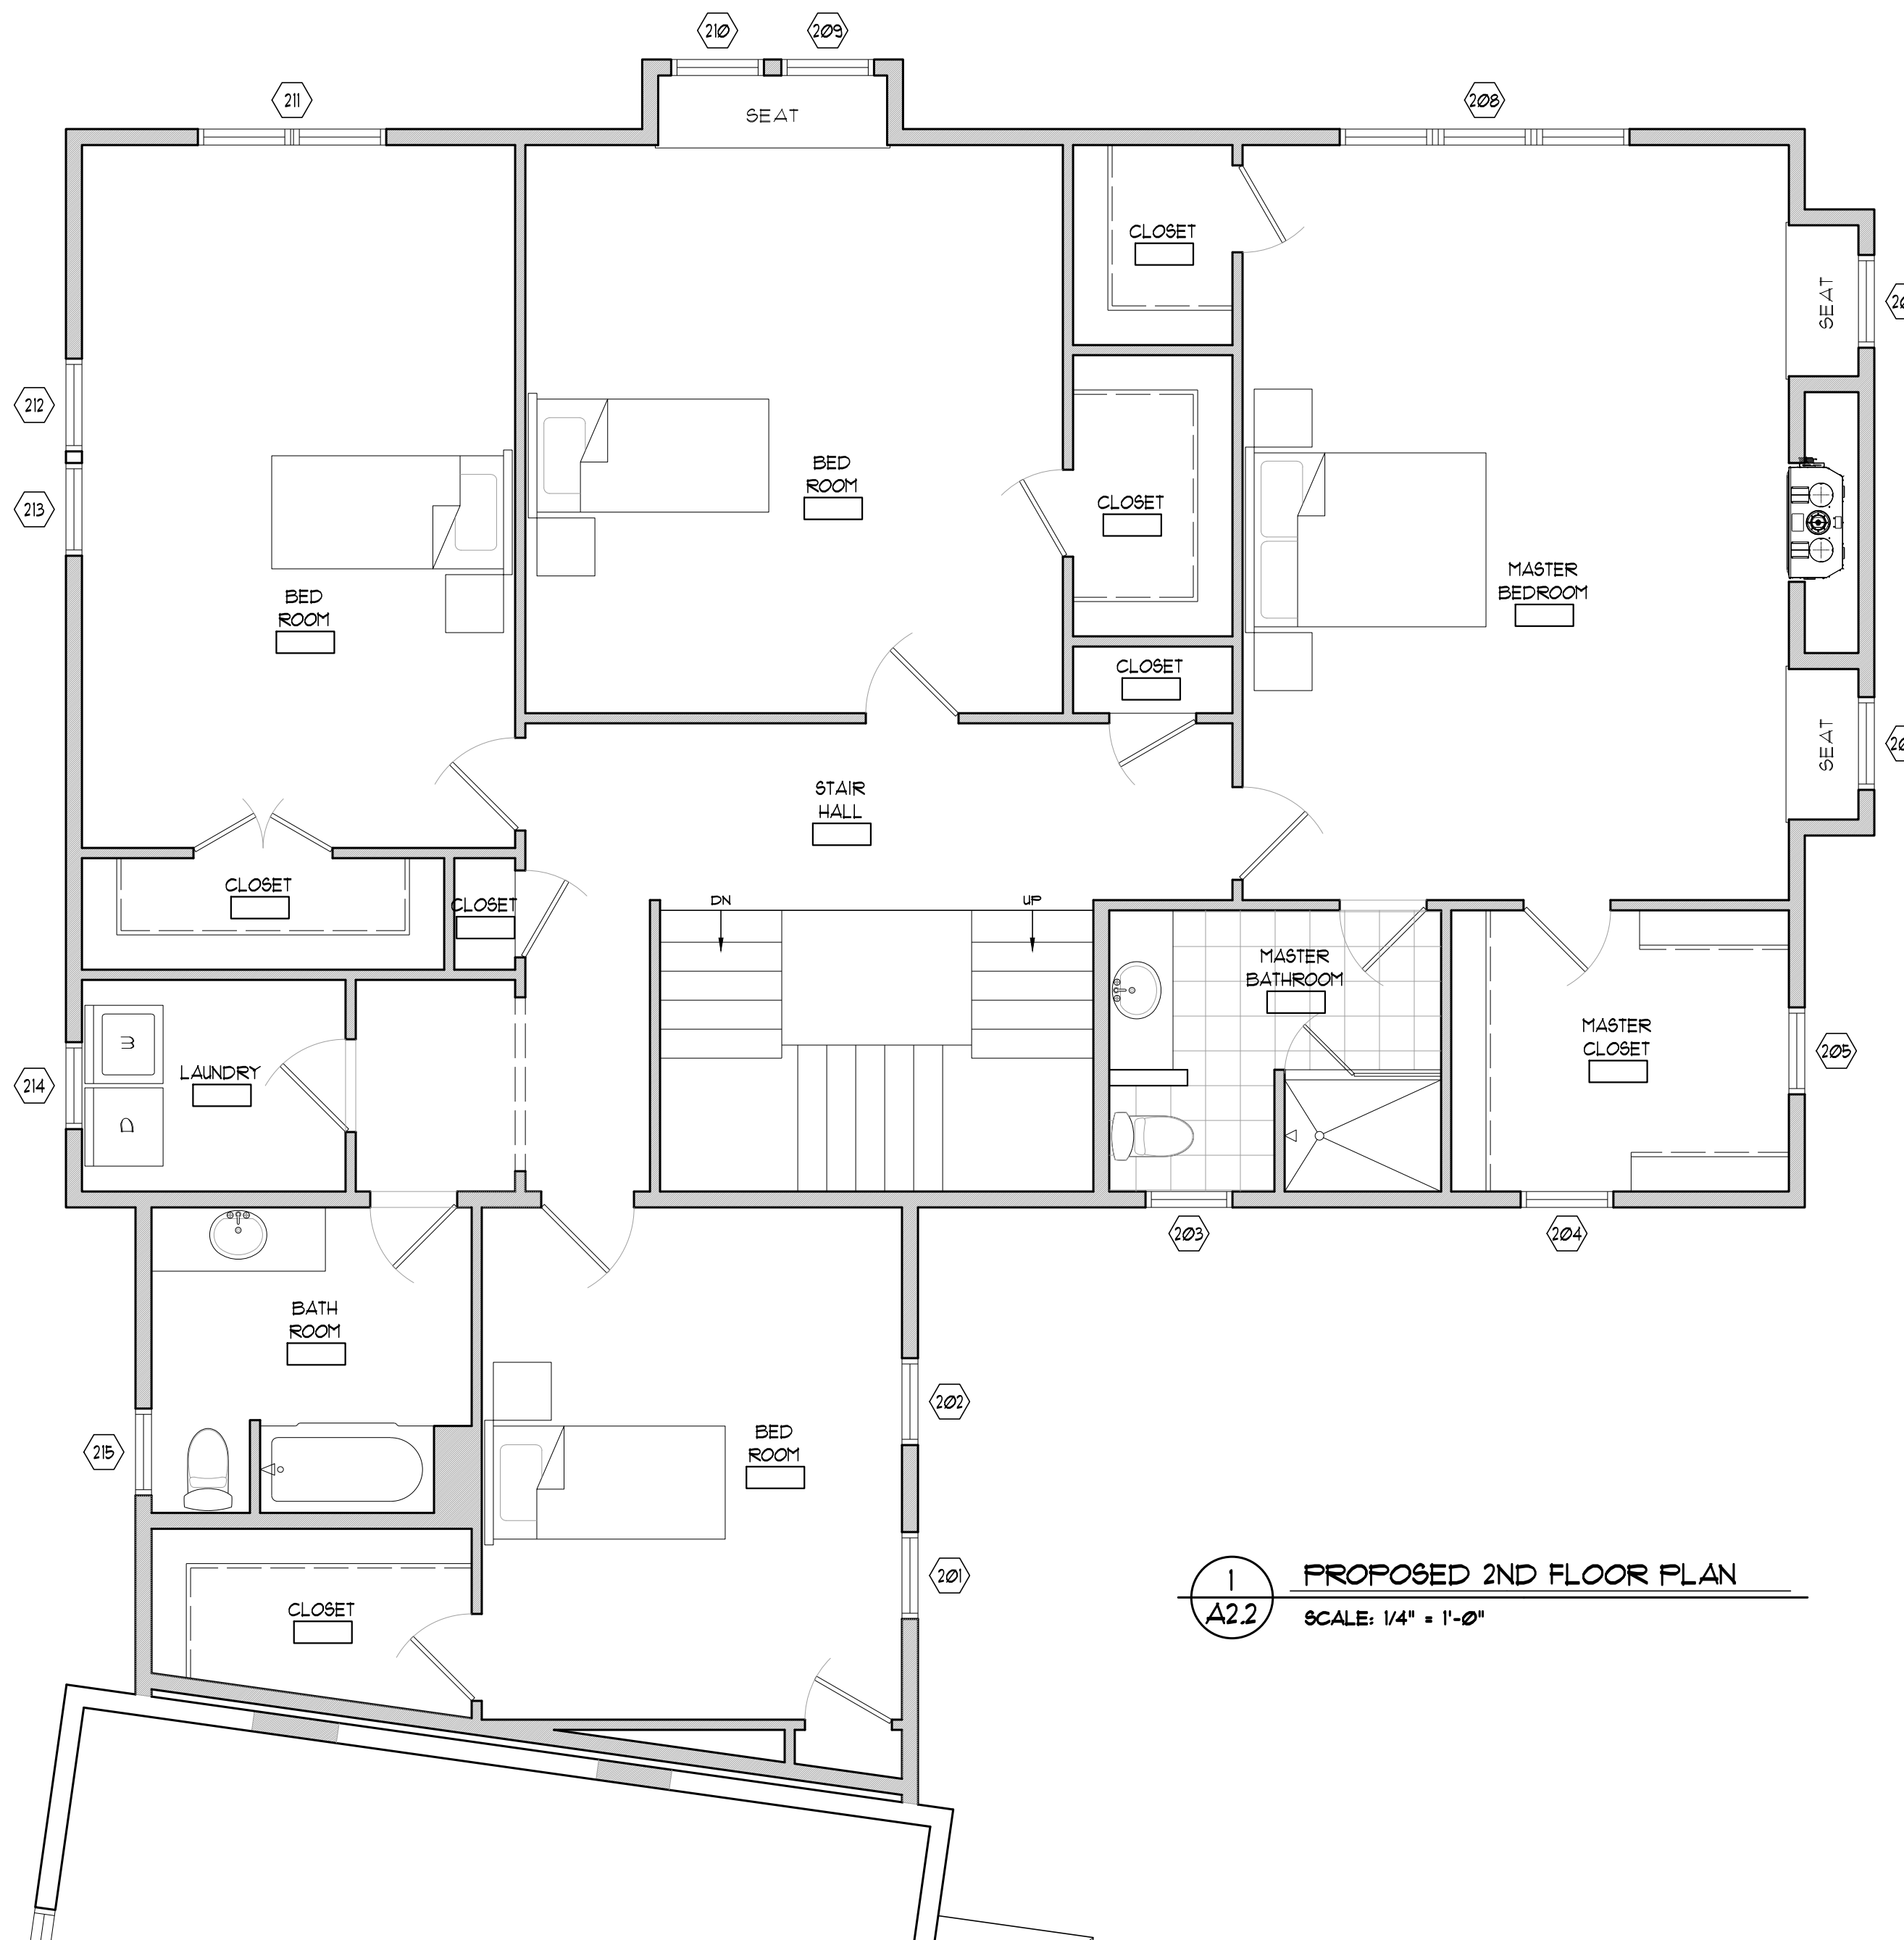 210
209
211
208
SEAT
CLOSET
SEAT
212
BED
ROOM
213
CLOSET
BED
ROOM
MASTER
BEDROOM
CLOSET
SEAT
STAIR
HALL
CLOSET
CLOSET
DN
UP
MASTER
BATHROOM
MASTER
CLOSET
205
W
LAUNDRY
214
D
203
204
BATH
ROOM
202
BED
ROOM
215
201
CLOSET
1
A2.2
PROPOSED 2ND FLOOR PLAN
SCALE: 1/4" = 1'-0"